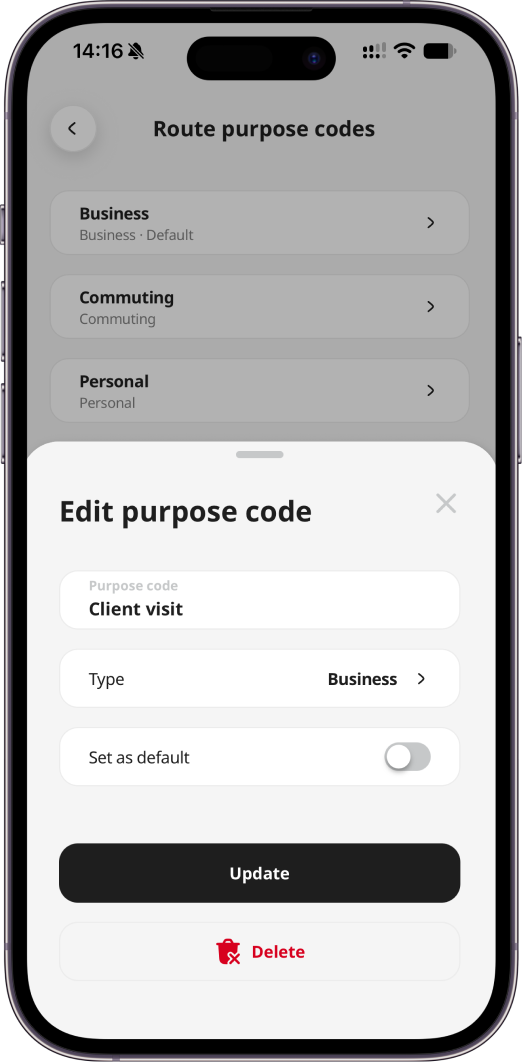 14:16
Route purpose codes
Business
Business · Default
Commuting
Commuting
Personal
Personal
Edit purpose code
Purpose code
Client visit
Type Business
Set as default
Update
Delete